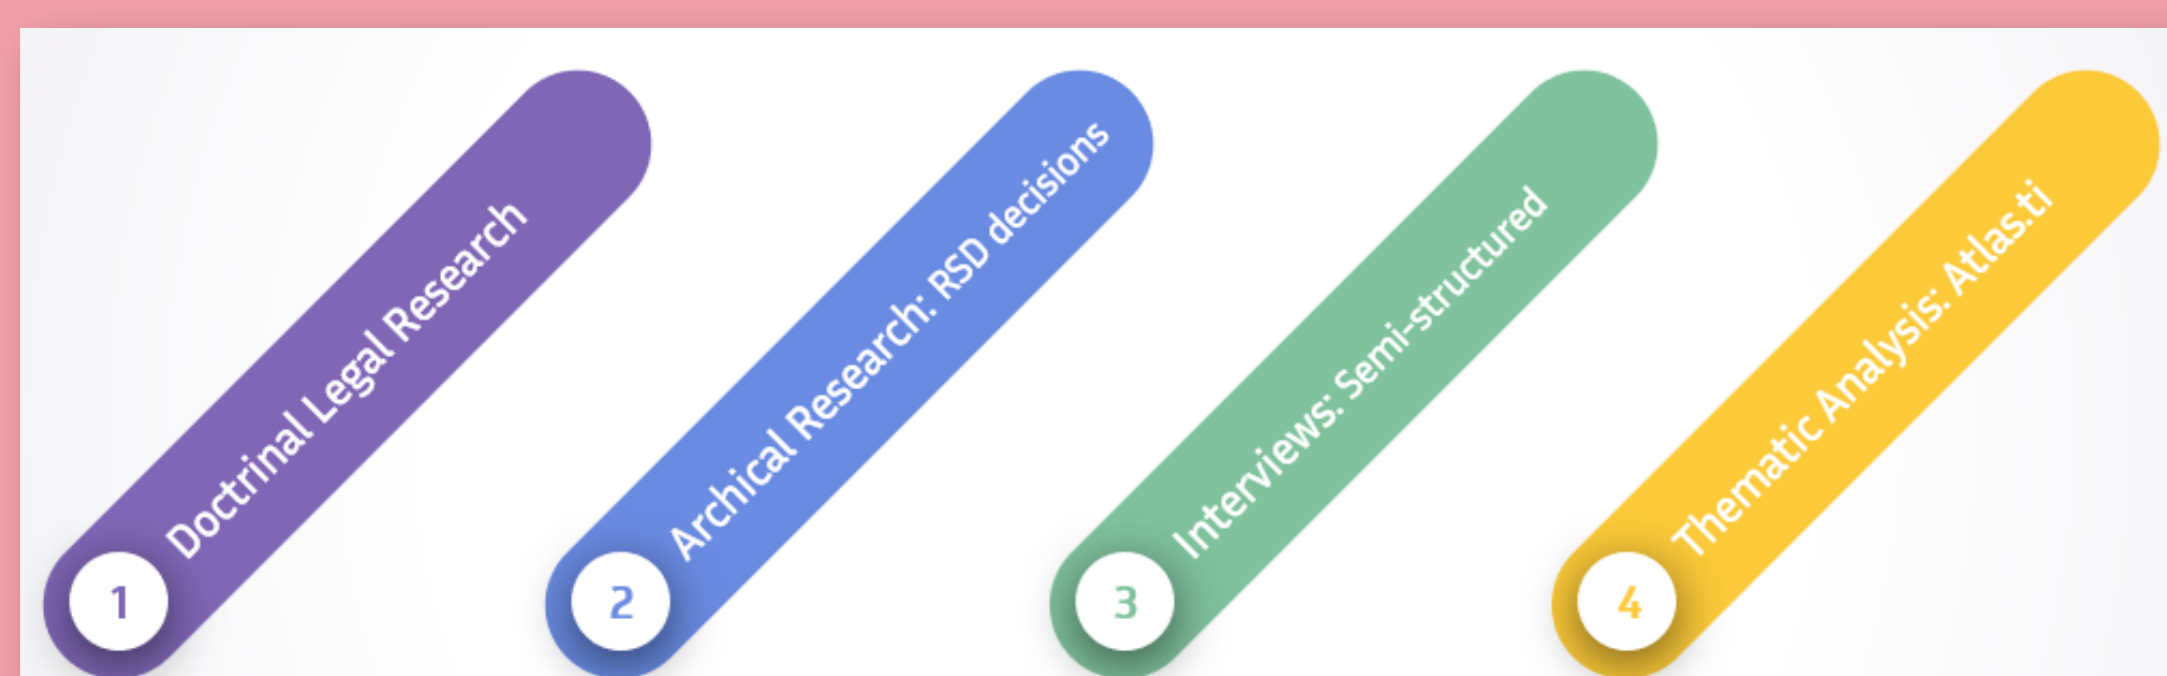 Doctrinal Legal Research
1
Archical Research: RSD decisions
2
Interviews: Semi-structured
3
Thematic Analysis: Atlas.ti
4